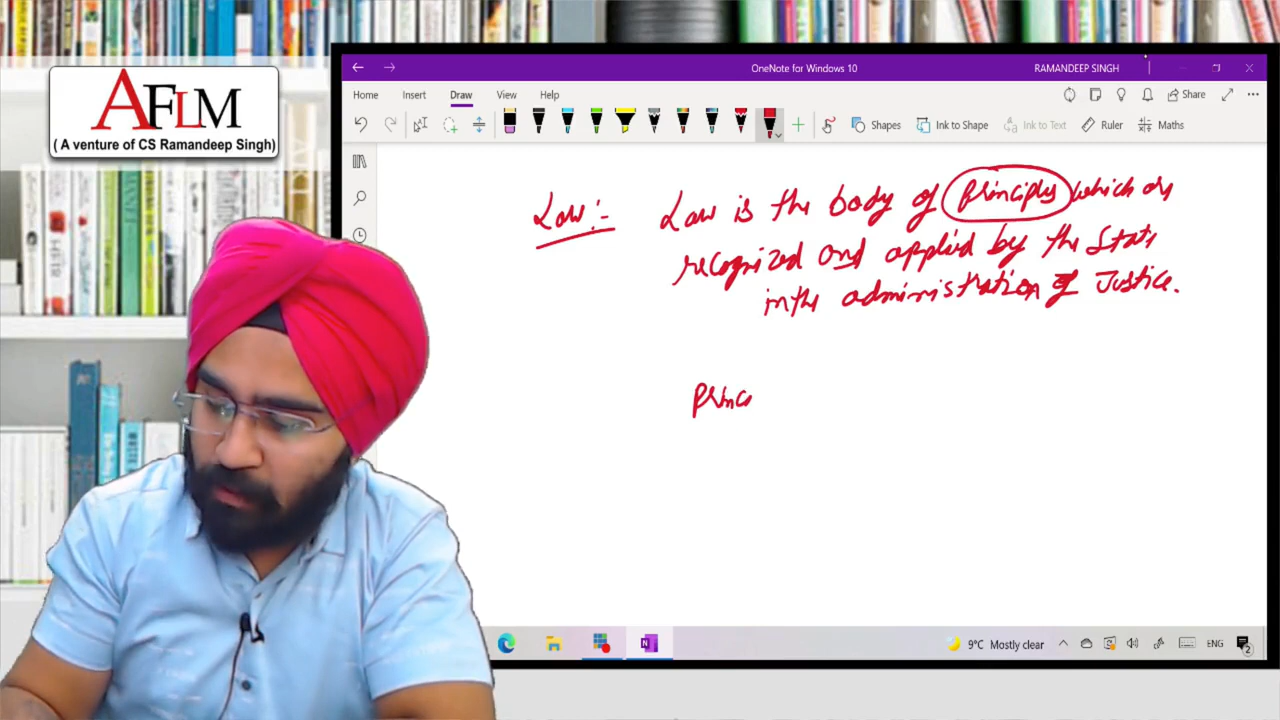 AFLM
( A venture of CS Ramandeep Singh)
OneNote for Windows 10
RAMANDEEP SINGH
Home Insert Draw View Help
Share
Shapes
Ink to Shape
Ink to Text
Ruler
Maths
Law:- Law is the body of Principles which are
recognized and applied by the State
in the administration of Justice.
Princ
9°C Mostly clear
ENG
2